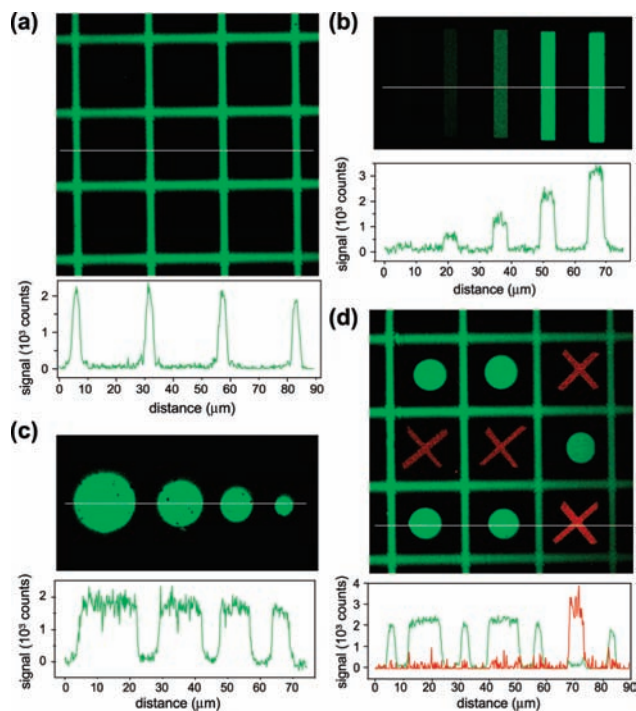 (a)
signal (10³ counts)
2
1
0
0 10 20 30 40 50 60 70 80 90
distance (μm)
(b)
signal (10³ counts)
3
2
1
0
0 10 20 30 40 50 60 70
distance (μm)
(c)
signal (10³ counts)
2
1
0
0 10 20 30 40 50 60 70
distance (μm)
(d)
signal (10³ counts)
4
3
2
1
0
0 10 20 30 40 50 60 70 80 90
distance (μm)